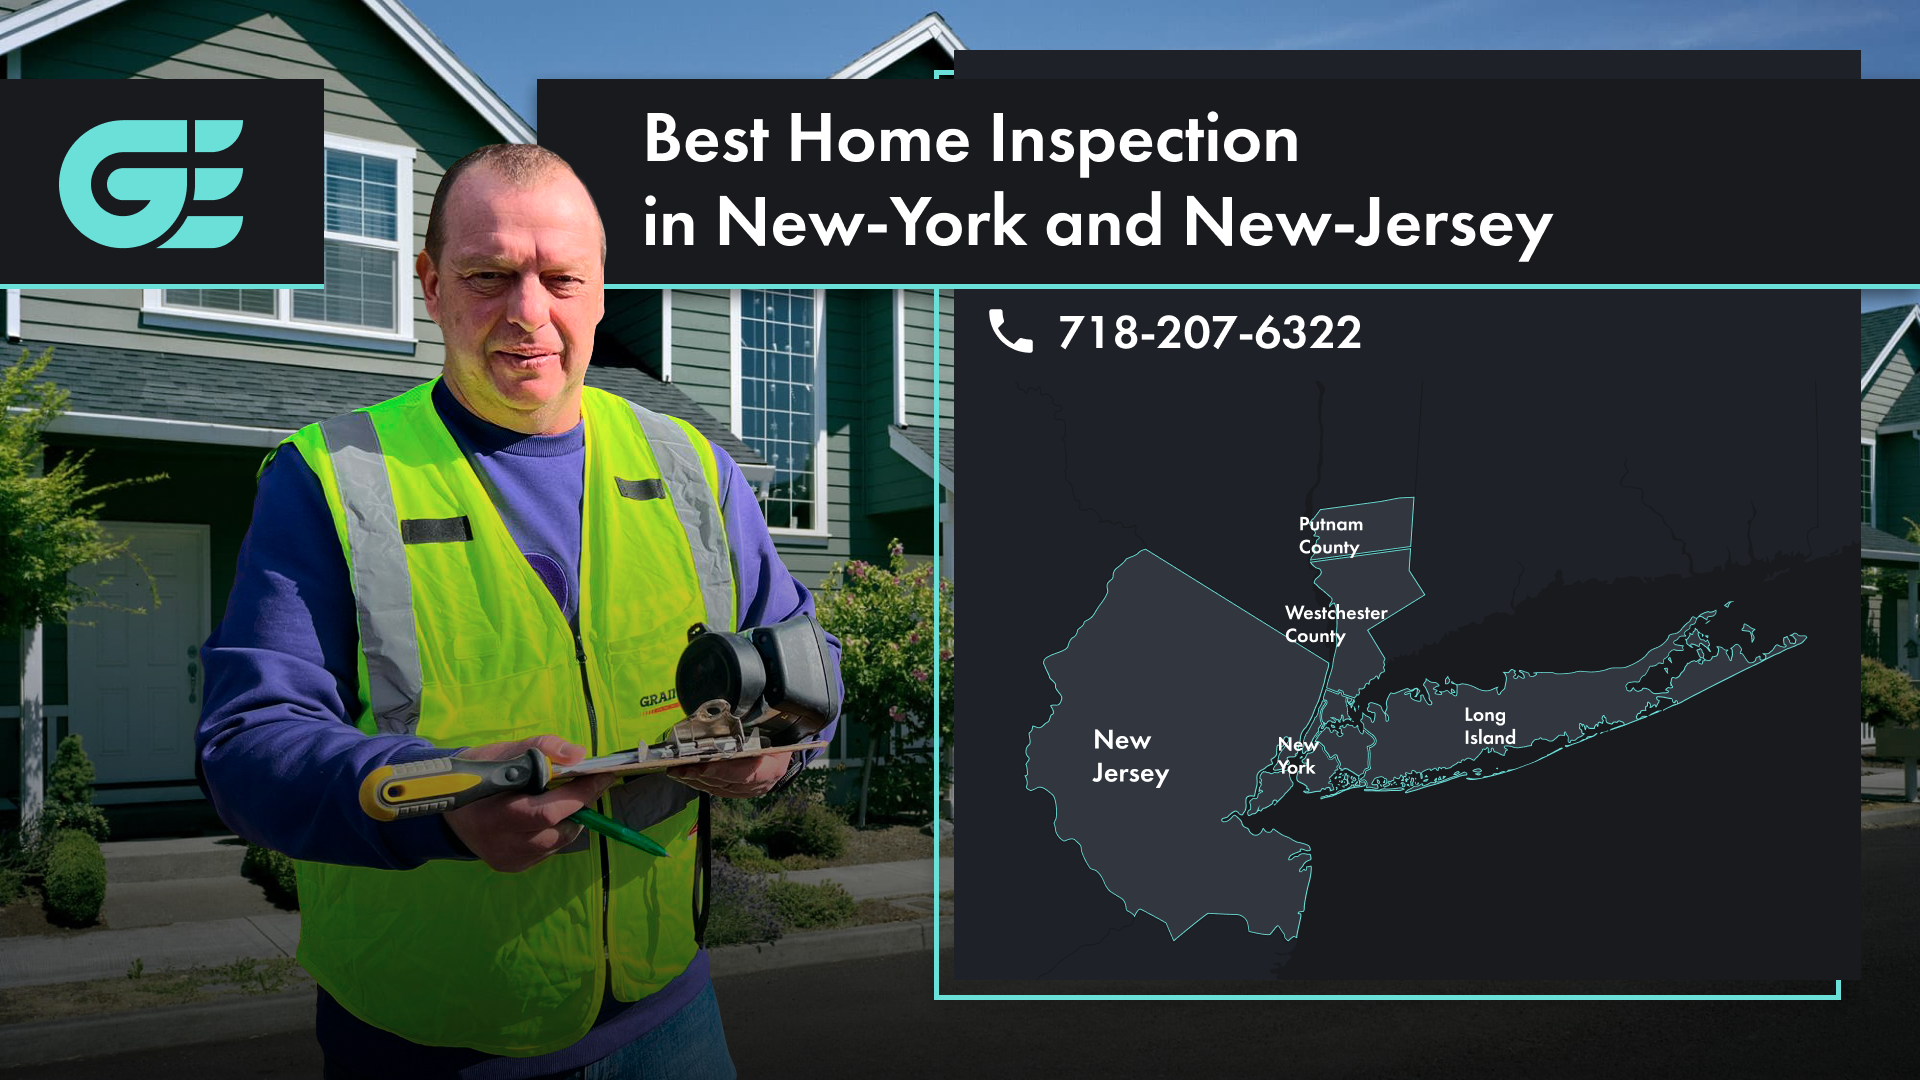 GE
Best Home Inspection
in New-York and New-Jersey
718-207-6322
Putnam
County
Westchester
County
New
Jersey
New
York
Long
Island